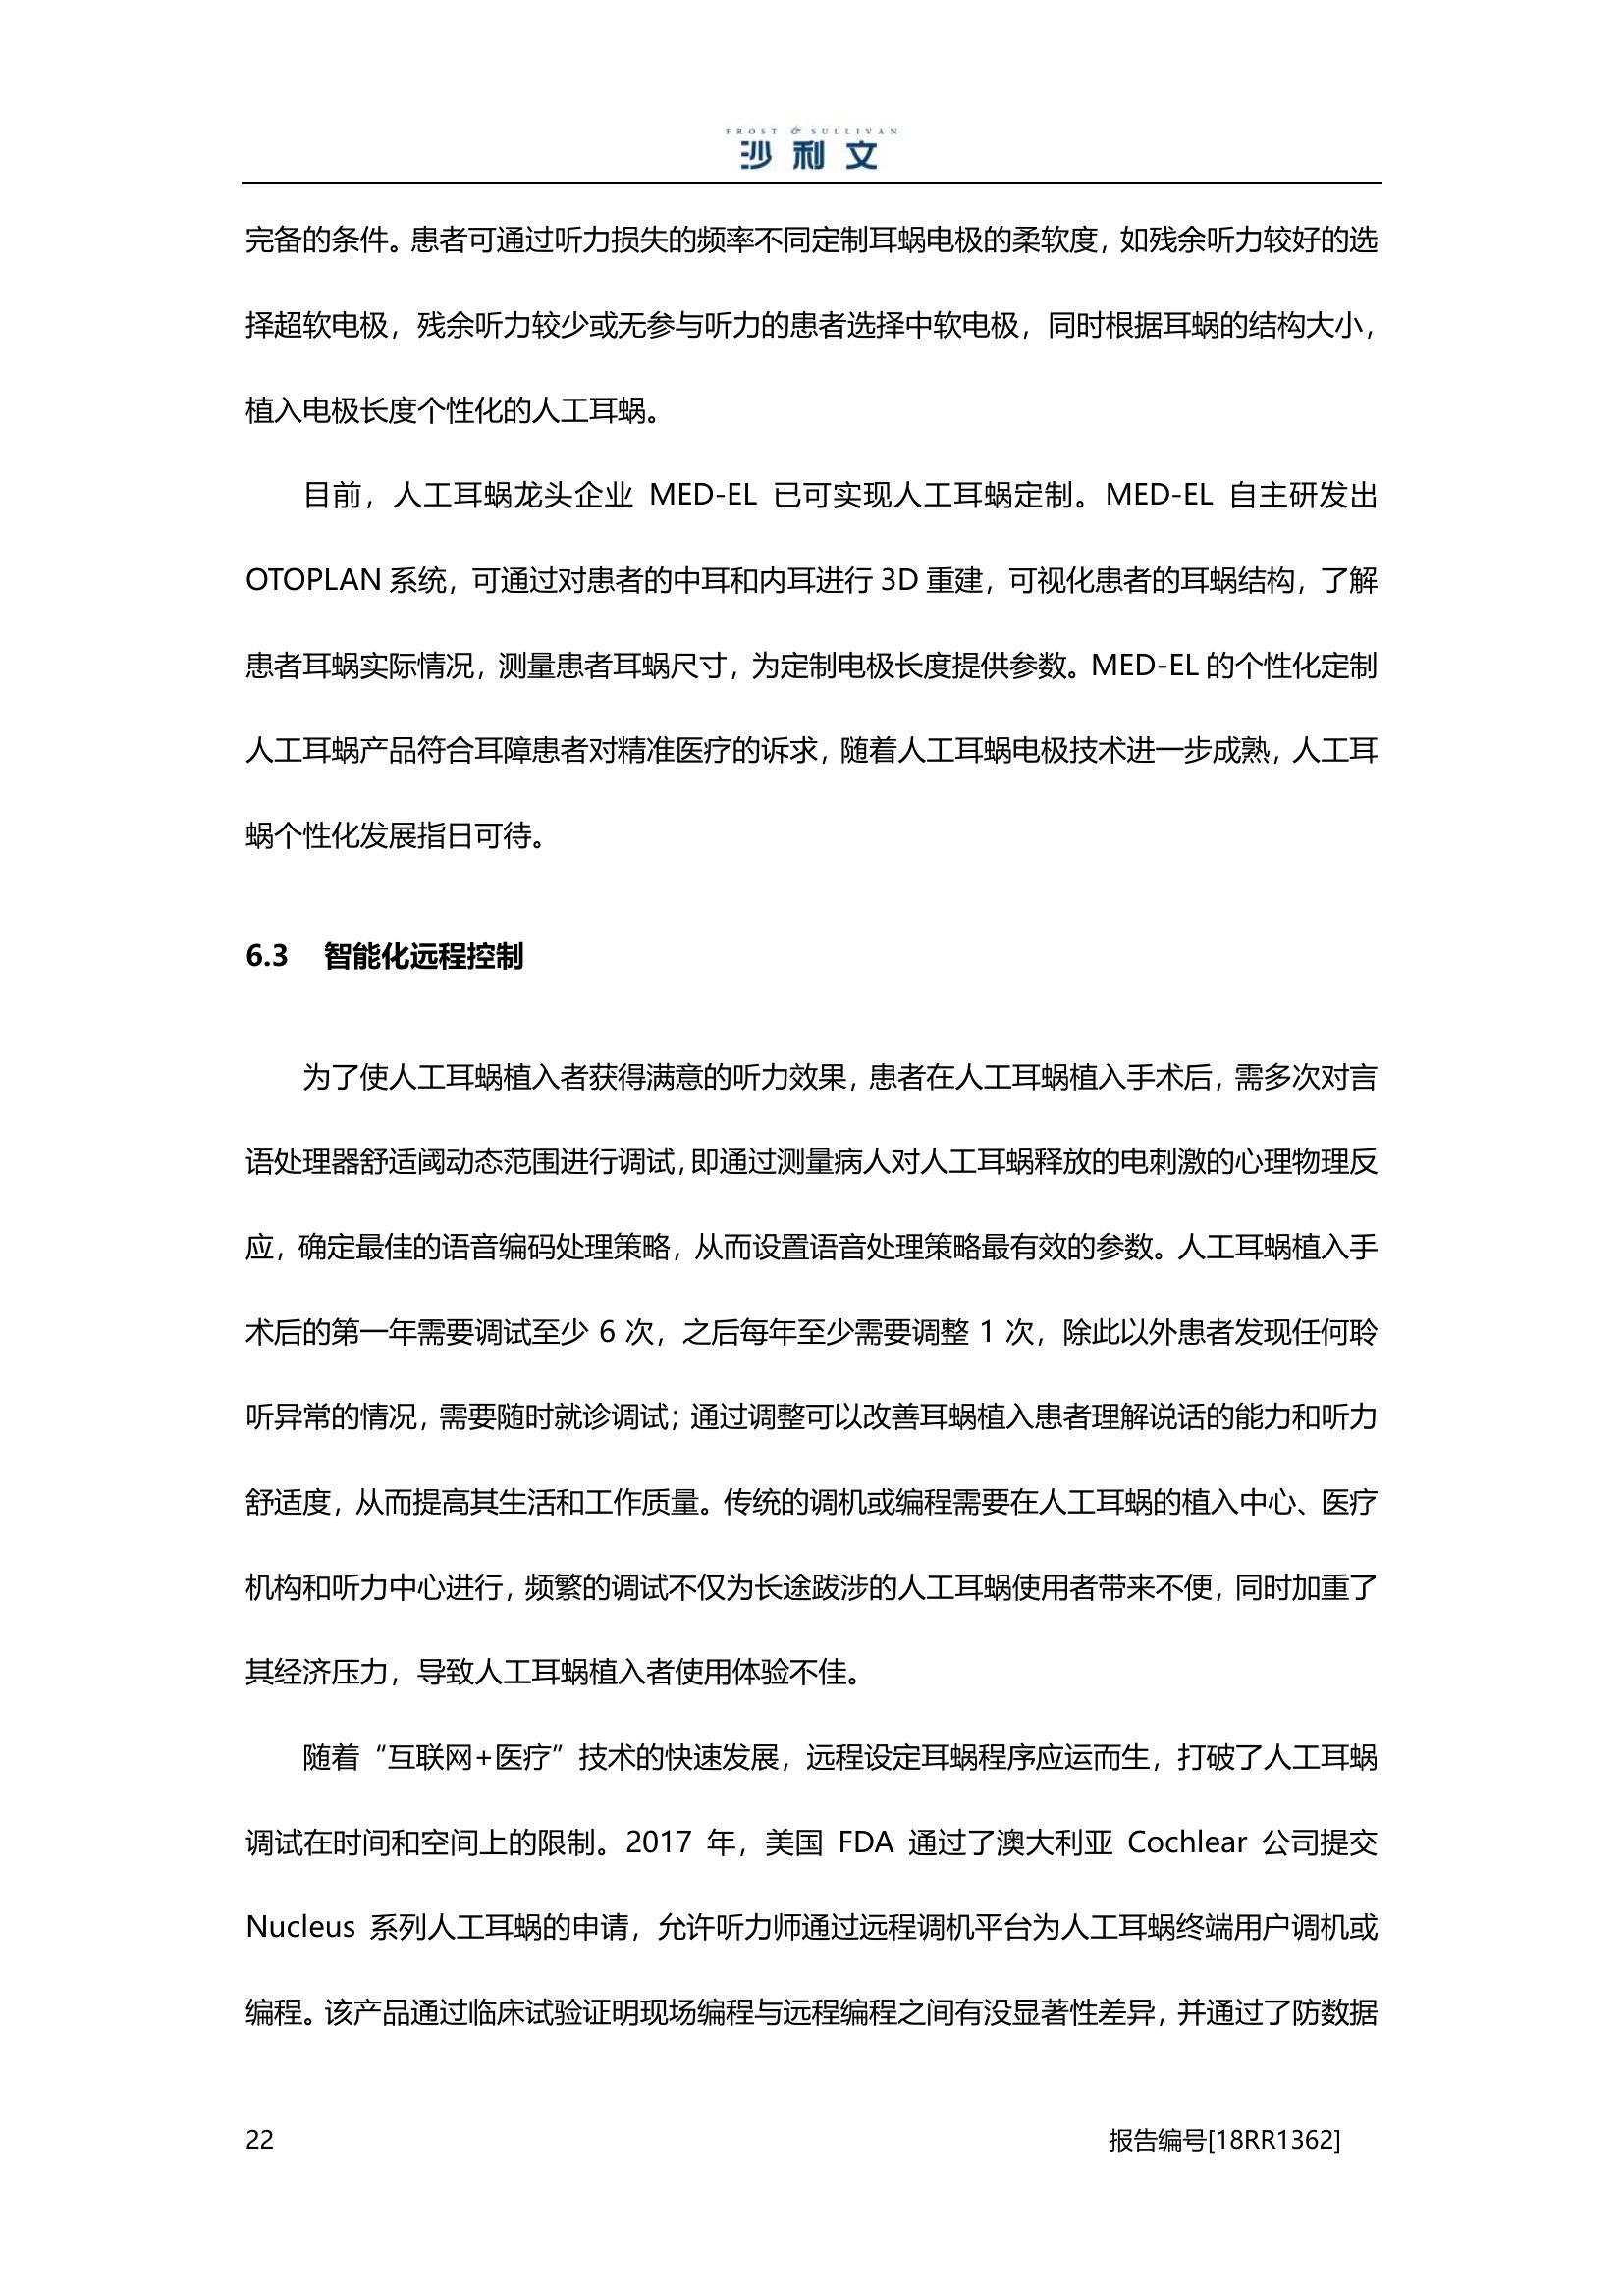 FROST & SULLIVAN
沙利文
完备的条件。患者可通过听力损失的频率不同定制耳蜗电极的柔软度，如残余听力较好的选
择超软电极，残余听力较少或无参与听力的患者选择中软电极，同时根据耳蜗的结构大小，
植入电极长度个性化的人工耳蜗。
目前，人工耳蜗龙头企业 MED-EL 已可实现人工耳蜗定制。MED-EL 自主研发出
OTOPLAN 系统，可通过对患者的中耳和内耳进行 3D 重建，可视化患者的耳蜗结构，了解
患者耳蜗实际情况，测量患者耳蜗尺寸，为定制电极长度提供参数。MED-EL 的个性化定制
人工耳蜗产品符合耳障患者对精准医疗的诉求，随着人工耳蜗电极技术进一步成熟，人工耳
蜗个性化发展指日可待。
6.3 智能化远程控制
为了使人工耳蜗植入者获得满意的听力效果，患者在人工耳蜗植入手术后，需多次对言
语处理器舒适阈动态范围进行调试，即通过测量病人对人工耳蜗释放的电刺激的心理物理反
应，确定最佳的语音编码处理策略，从而设置语音处理策略最有效的参数。人工耳蜗植入手
术后的第一年需要调试至少 6 次，之后每年至少需要调整 1 次，除此以外患者发现任何聆
听异常的情况，需要随时就诊调试；通过调整可以改善耳蜗植入患者理解说话的能力和听力
舒适度，从而提高其生活和工作质量。传统的调机或编程需要在人工耳蜗的植入中心、医疗
机构和听力中心进行，频繁的调试不仅为长途跋涉的人工耳蜗使用者带来不便，同时加重了
其经济压力，导致人工耳蜗植入者使用体验不佳。
随着“互联网+医疗”技术的快速发展，远程设定耳蜗程序应运而生，打破了人工耳蜗
调试在时间和空间上的限制。2017 年，美国 FDA 通过了澳大利亚 Cochlear 公司提交
Nucleus 系列人工耳蜗的申请，允许听力师通过远程调机平台为人工耳蜗终端用户调机或
编程。该产品通过临床试验证明现场编程与远程编程之间有没显著性差异，并通过了防数据
22 报告编号[18RR1362]